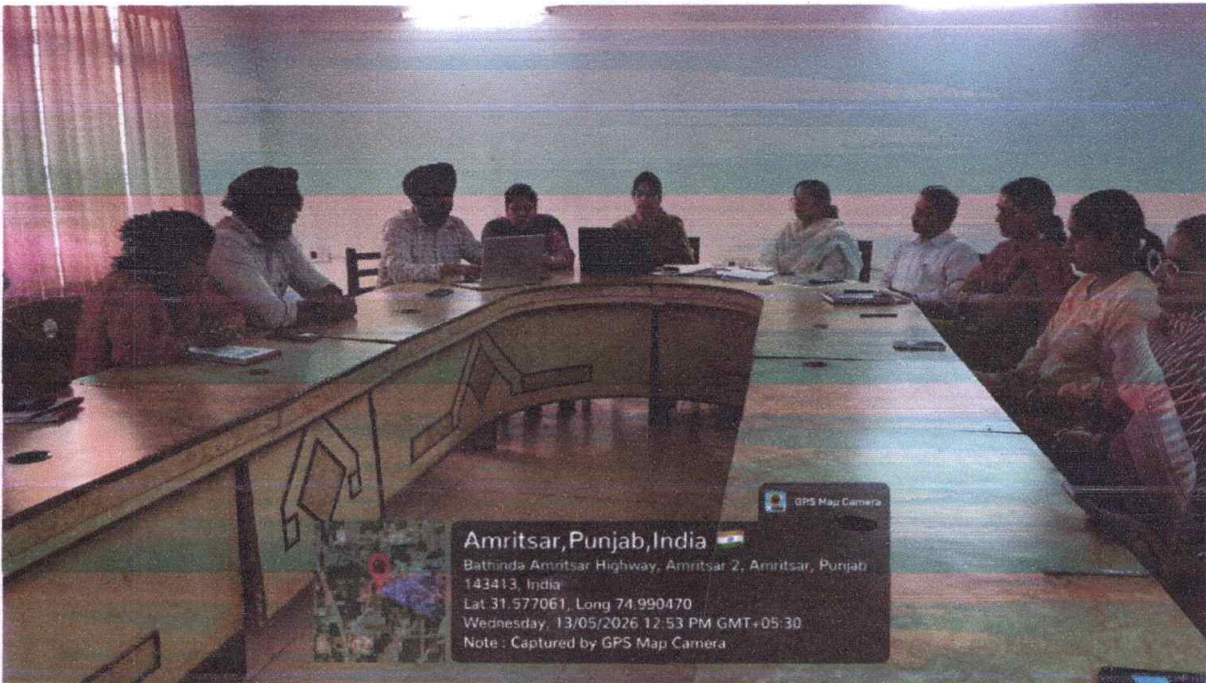 GPS Map Camera
Amritsar,Punjab,India
Bathinda Amritsar Highway, Amritsar 2, Amritsar, Punjab
143413, India
Lat 31.577061, Long 74.990470
Wednesday, 13/05/2026 12:53 PM GMT+05:30
Note : Captured by GPS Map Camera